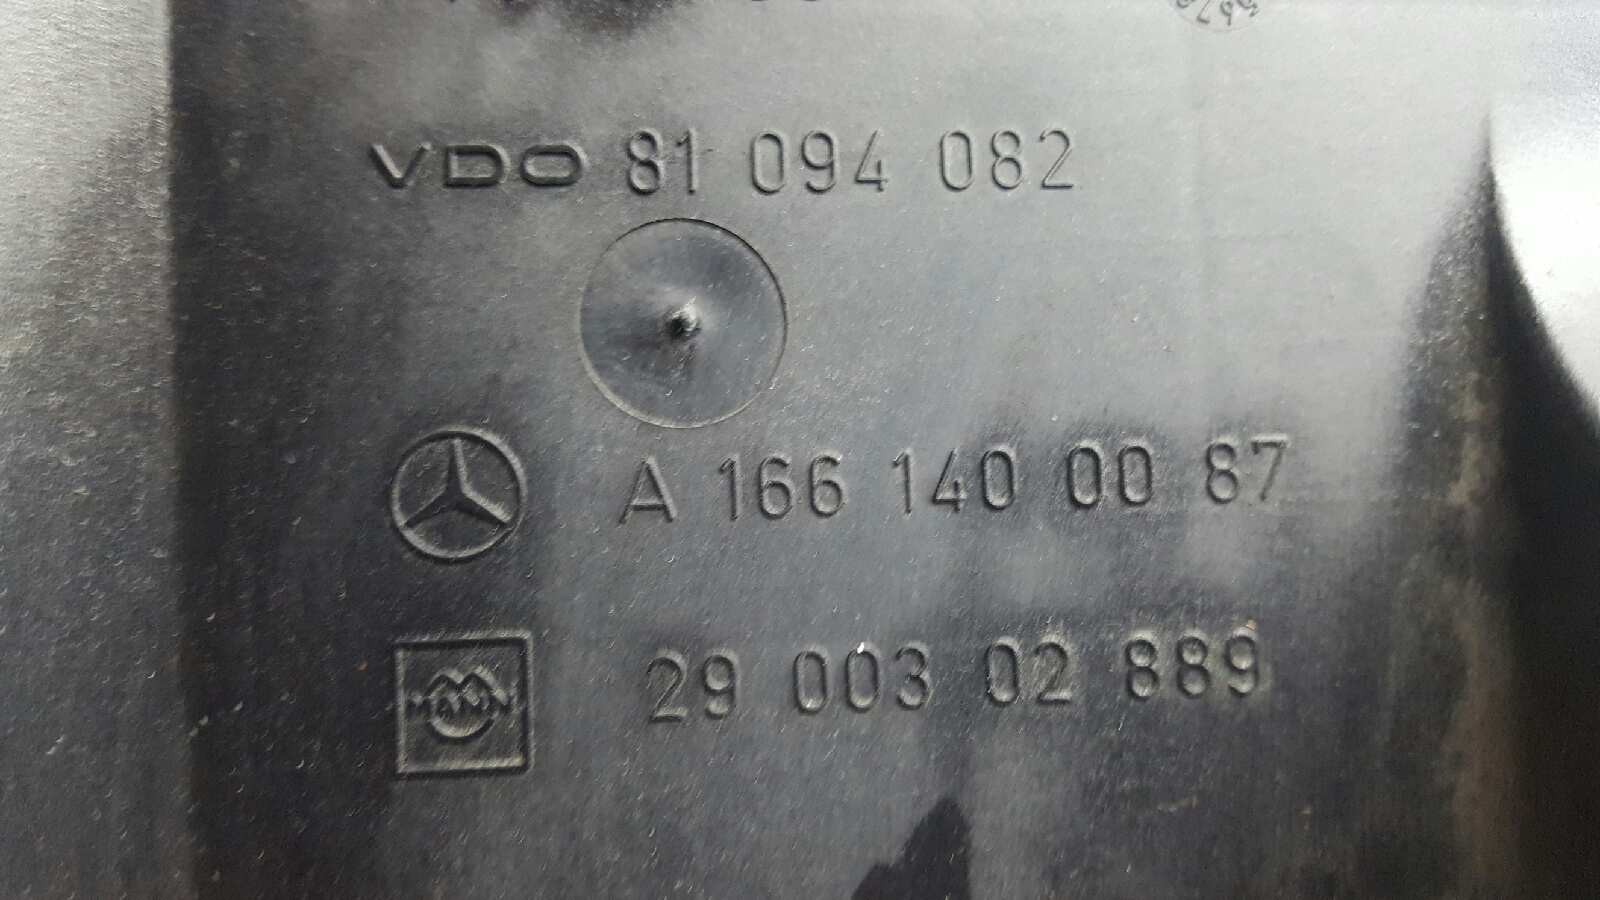 VDO 81 094 082
A 166 140 00 87
MANN 29 003 02 889